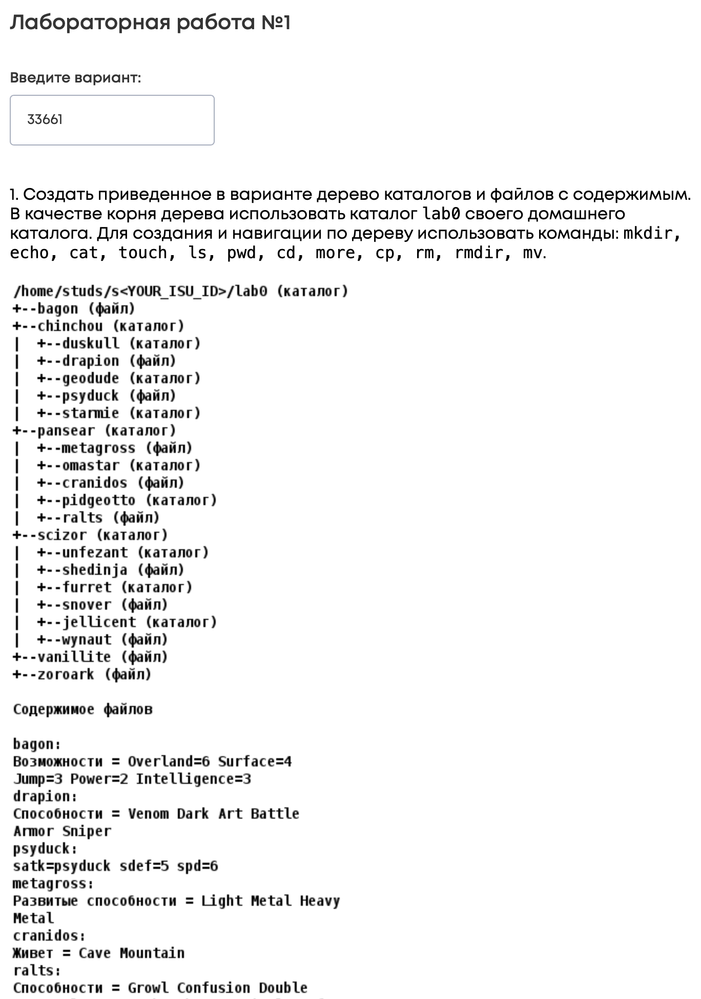 Лабораторная работа №1
Введите вариант:
33661
1. Создать приведенное в варианте дерево каталогов и файлов с содержимым.
В качестве корня дерева использовать каталог lab0 своего домашнего
каталога. Для создания и навигации по дереву использовать команды: mkdir,
echo, cat, touch, ls, pwd, cd, more, cp, rm, rmdir, mv.
/home/studs/s<YOUR_ISU_ID>/lab0 (каталог)
+--bagon (файл)
+--chinchou (каталог)
|  +--duskull (каталог)
|  +--drapion (файл)
|  +--geodude (каталог)
|  +--psyduck (файл)
|  +--starmie (каталог)
+--pansear (каталог)
|  +--metagross (файл)
|  +--omastar (каталог)
|  +--cranidos (файл)
|  +--pidgeotto (каталог)
|  +--ralts (файл)
+--scizor (каталог)
|  +--unfezant (каталог)
|  +--shedinja (файл)
|  +--furret (каталог)
|  +--snover (файл)
|  +--jellicent (каталог)
|  +--wynaut (файл)
+--vanillite (файл)
+--zoroark (файл)
Содержимое файлов
bagon:
Возможности = Overland=6 Surface=4
Jump=3 Power=2 Intelligence=3
drapion:
Способности = Venom Dark Art Battle
Armor Sniper
psyduck:
satk=psyduck sdef=5 spd=6
metagross:
Развитые способности = Light Metal Heavy
Metal
cranidos:
Живет = Cave Mountain
ralts:
Способности = Growl Confusion Double